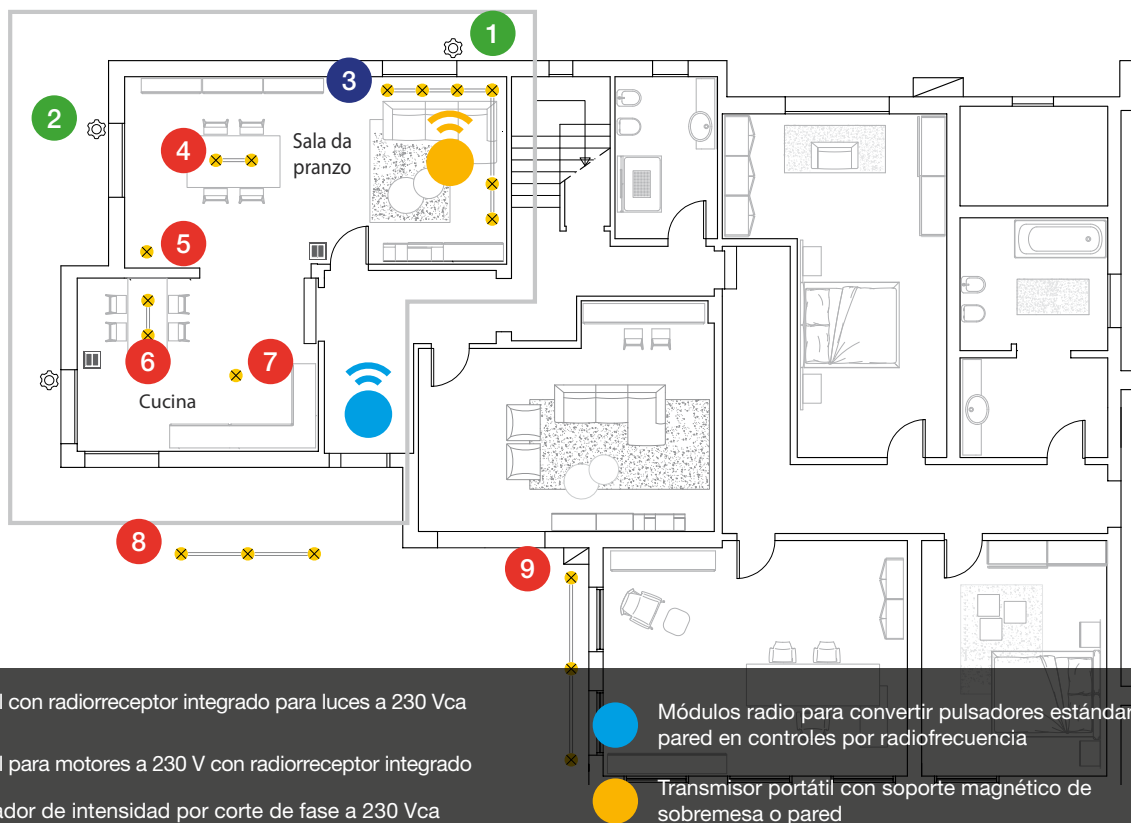 1
2
3
4
Sala da
pranzo
5
6
7
Cucina
8
9
con radiorreceptor integrado para luces a 230 Vca
para motores a 230 V con radiorreceptor integrado
de intensidad por corte de fase a 230 Vca
Módulos radio para convertir pulsadores estándar
pared en controles por radiofrecuencia
Transmisor portátil con soporte magnético de
sobremesa o pared